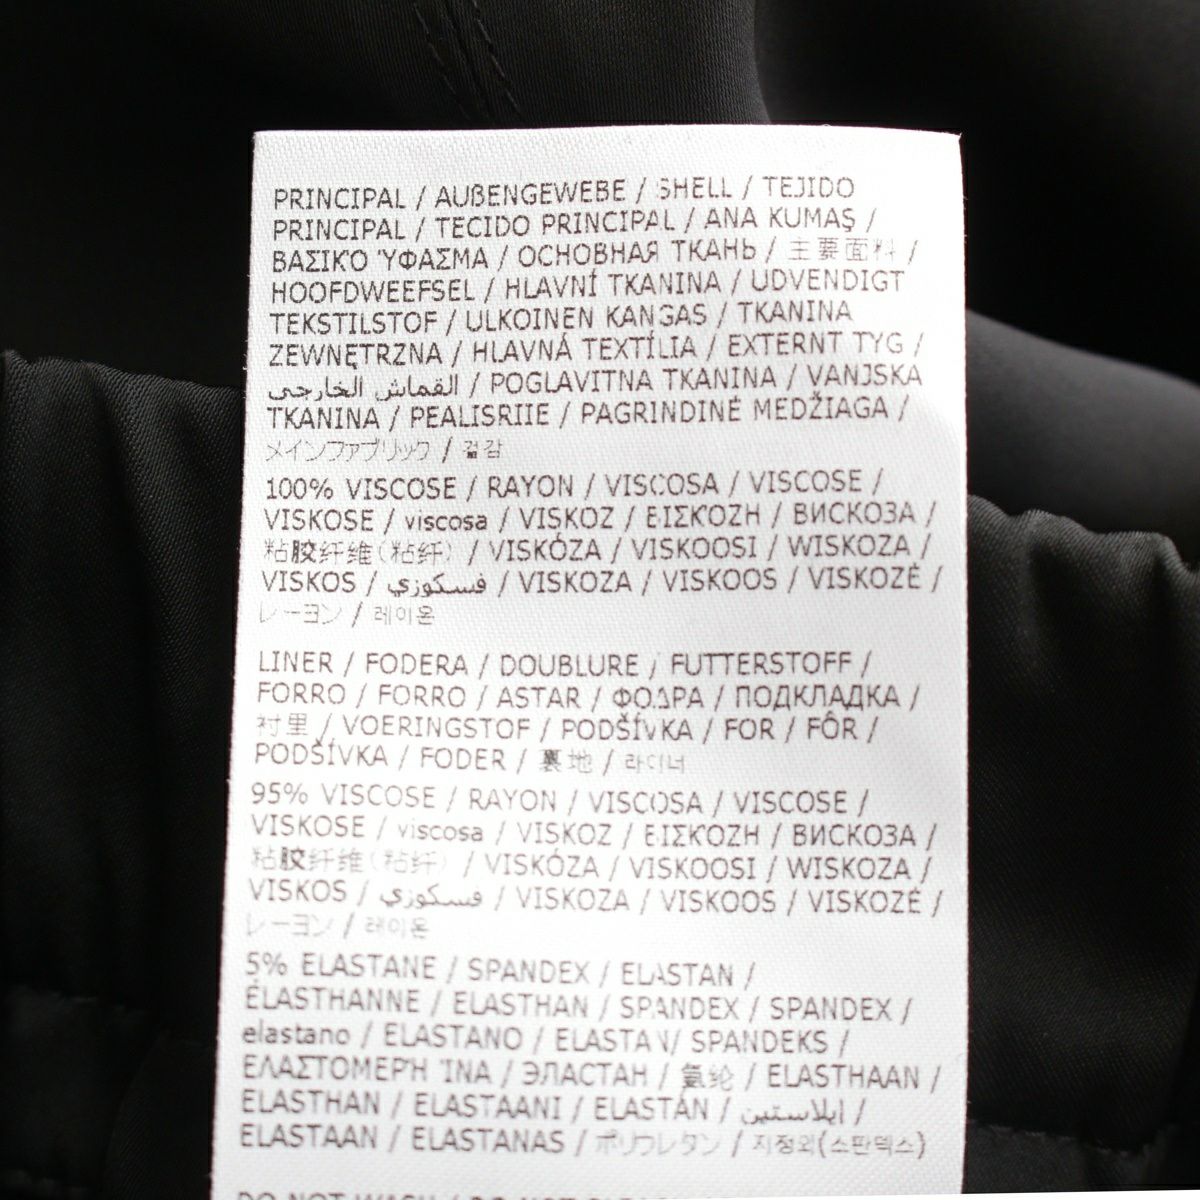 PRINCIPAL / AUßENGEWEBE / SHELL / TEJIDO
PRINCIPAL / TECIDO PRINCIPAL / ANA KUMAŞ /
ΒΑΣΙΚΌ ΎΦΑΣΜΑ / ОСНОВНАЯ ТКАНЬ / 主要面料 /
HOOFDWEEFSEL / HLAVNÍ TKANINA / UDVENDIGT
TEKSTILSTOF / ULKOINEN KANGAS / TKANINA
ZEWNĘTRZNA / HLAVNÁ TEXTÍLIA / EXTERNT TYG /
القماش الخارجي / POGLAVITNA TKANINA / VANJSKA
TKANINA / PEALISRIIE / PAGRINDINĖ MEDŽIAGA /
メインファブリック / 겉감
100% VISCOSE / RAYON / VISCOSA / VISCOSE /
VISKOSE / viscosa / VISKOZ / ΒΙΣΚΌΖΗ / ВИСКОЗА /
粘胶纤维(粘纤) / VISKÓZA / VISKOOSI / WISKOZA /
VISKOS / فسكوزي / VISKOZA / VISKOOS / VISKOZĖ /
レーヨン / 레이온
LINER / FODERA / DOUBLURE / FUTTERSTOFF /
FORRO / FORRO / ASTAR / ΦΟΔΡΑ / ПОДКЛАДКА /
衬里 / VOERINGSTOF / PODŠÍVKA / FOR / FÔR /
PODŠÍVKA / FODER / 裏地 / 라이너
95% VISCOSE / RAYON / VISCOSA / VISCOSE /
VISKOSE / viscosa / VISKOZ / ΒΙΣΚΌΖΗ / ВИСКОЗА /
粘胶纤维(粘纤) / VISKÓZA / VISKOOSI / WISKOZA /
VISKOS / فسكوزي / VISKOZA / VISKOOS / VISKOZĖ /
レーヨン / 레이온
5% ELASTANE / SPANDEX / ELASTAN /
ÉLASTHANNE / ELASTHAN / SPANDEX / SPANDEX /
elastano / ELASTANO / ELASTAN/ SPANDEKS /
ΕΛΑΣΤΟΜΕΡΉ ΊΝΑ / ЭЛАСТАН / 氨纶 / ELASTHAAN /
ELASTHAN / ELASTAANI / ELASTÁN / إيلاستين /
ELASTAAN / ELASTANAS / ポリウレタン / 지정외(스판덱스)
DO NOT WASH /